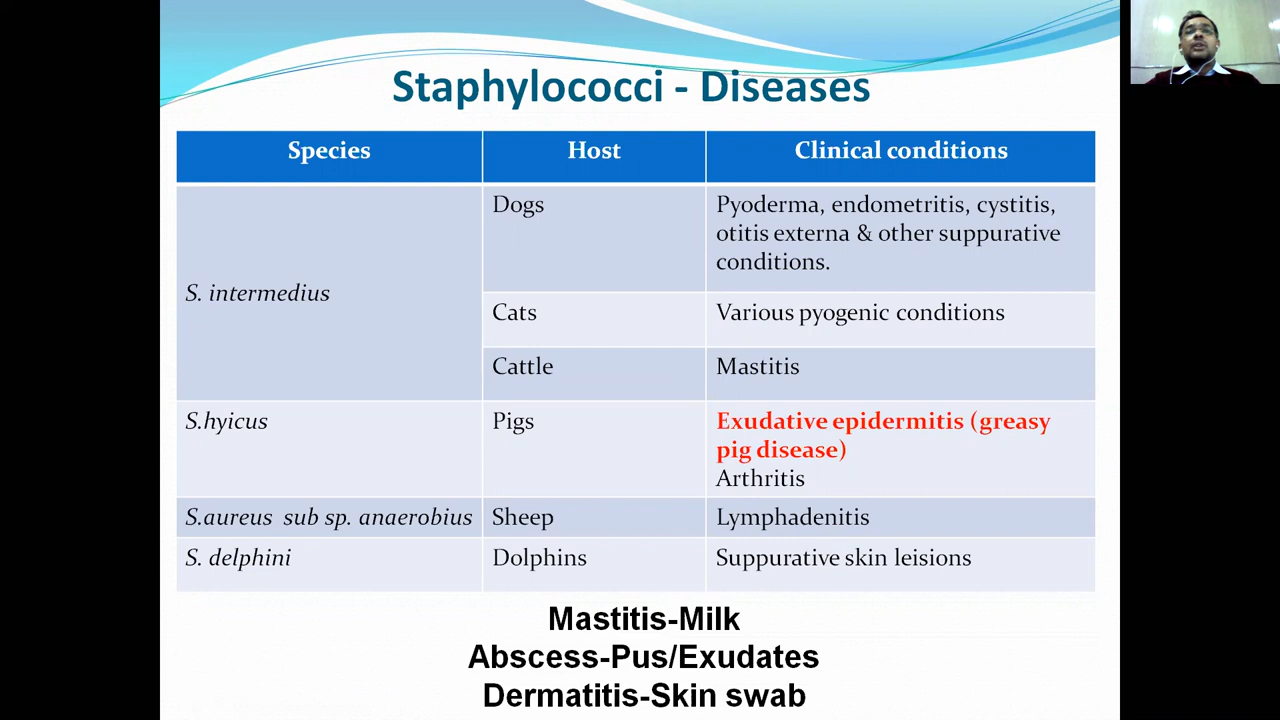 Staphylococci - Diseases
Species Host Clinical conditions
S. intermedius
Dogs
Pyoderma, endometritis, cystitis,
otitis externa & other suppurative
conditions.
Cats
Various pyogenic conditions
Cattle
Mastitis
S.hyicus
Pigs
Exudative epidermitis (greasy
pig disease)
Arthritis
S.aureus sub sp. anaerobius
Sheep
Lymphadenitis
S. delphini
Dolphins
Suppurative skin leisions
Mastitis-Milk
Abscess-Pus/Exudates
Dermatitis-Skin swab